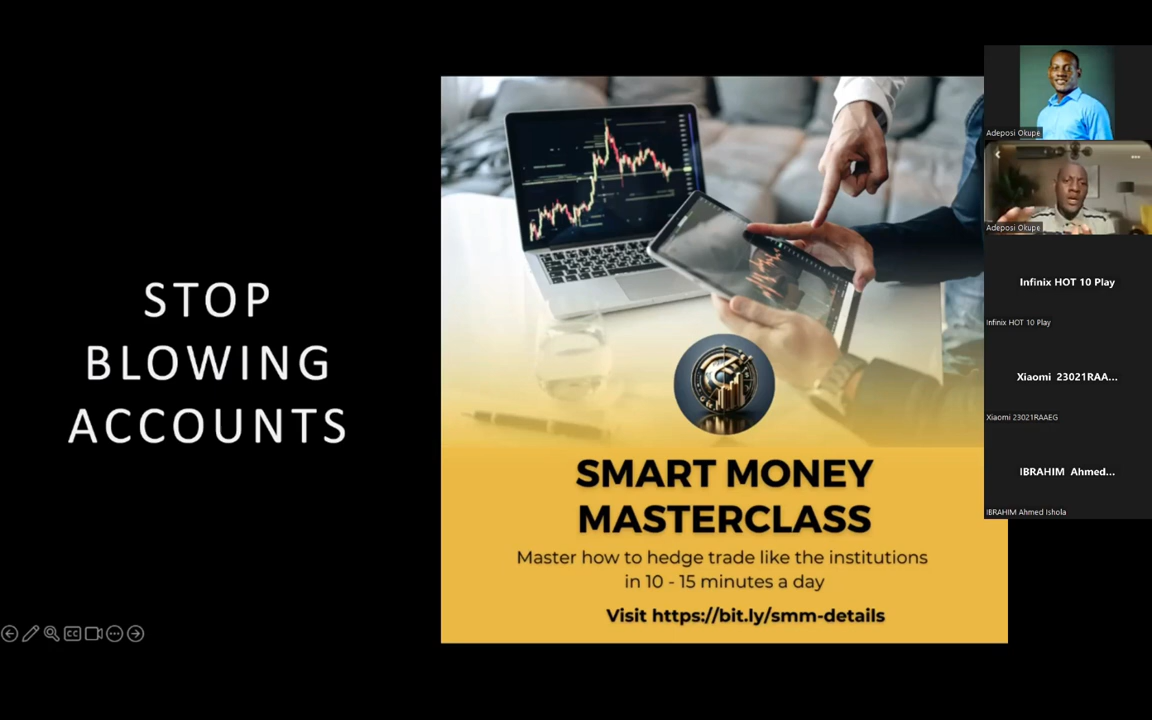 STOP
BLOWING
ACCOUNTS
SMART MONEY
MASTERCLASS
Master how to hedge trade like the institutions
in 10 - 15 minutes a day
Visit https://bit.ly/smm-details
Adeposi Okupe
Adeposi Okupe
Infinix HOT 10 Play
Infinix HOT 10 Play
Xiaomi 23021RAA...
Xiaomi 23021RAAEG
IBRAHIM Ahmed...
IBRAHIM Ahmed Ishola
CC